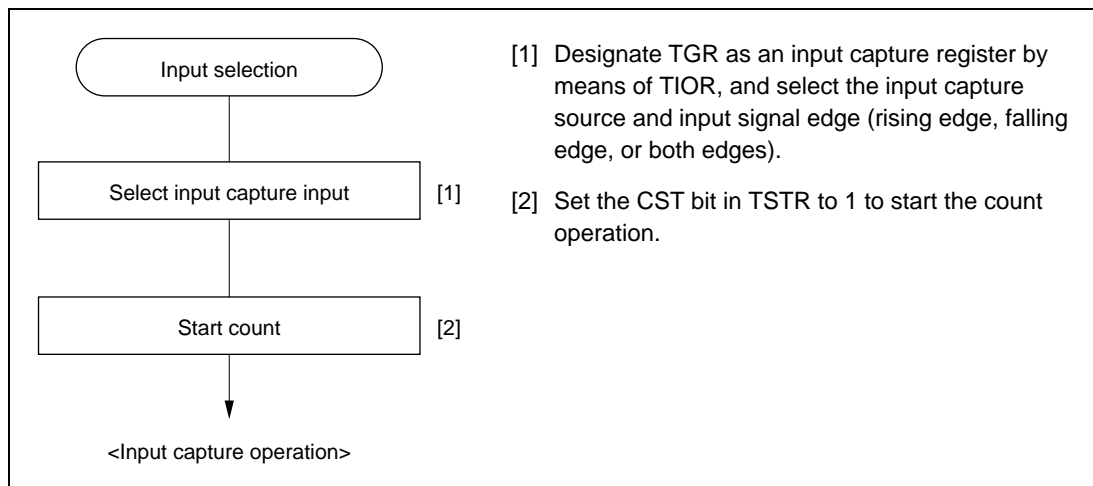 Input selection
Select input capture input [1]
Start count [2]
<Input capture operation>
[1] Designate TGR as an input capture register by
means of TIOR, and select the input capture
source and input signal edge (rising edge, falling
edge, or both edges).
[2] Set the CST bit in TSTR to 1 to start the count
operation.